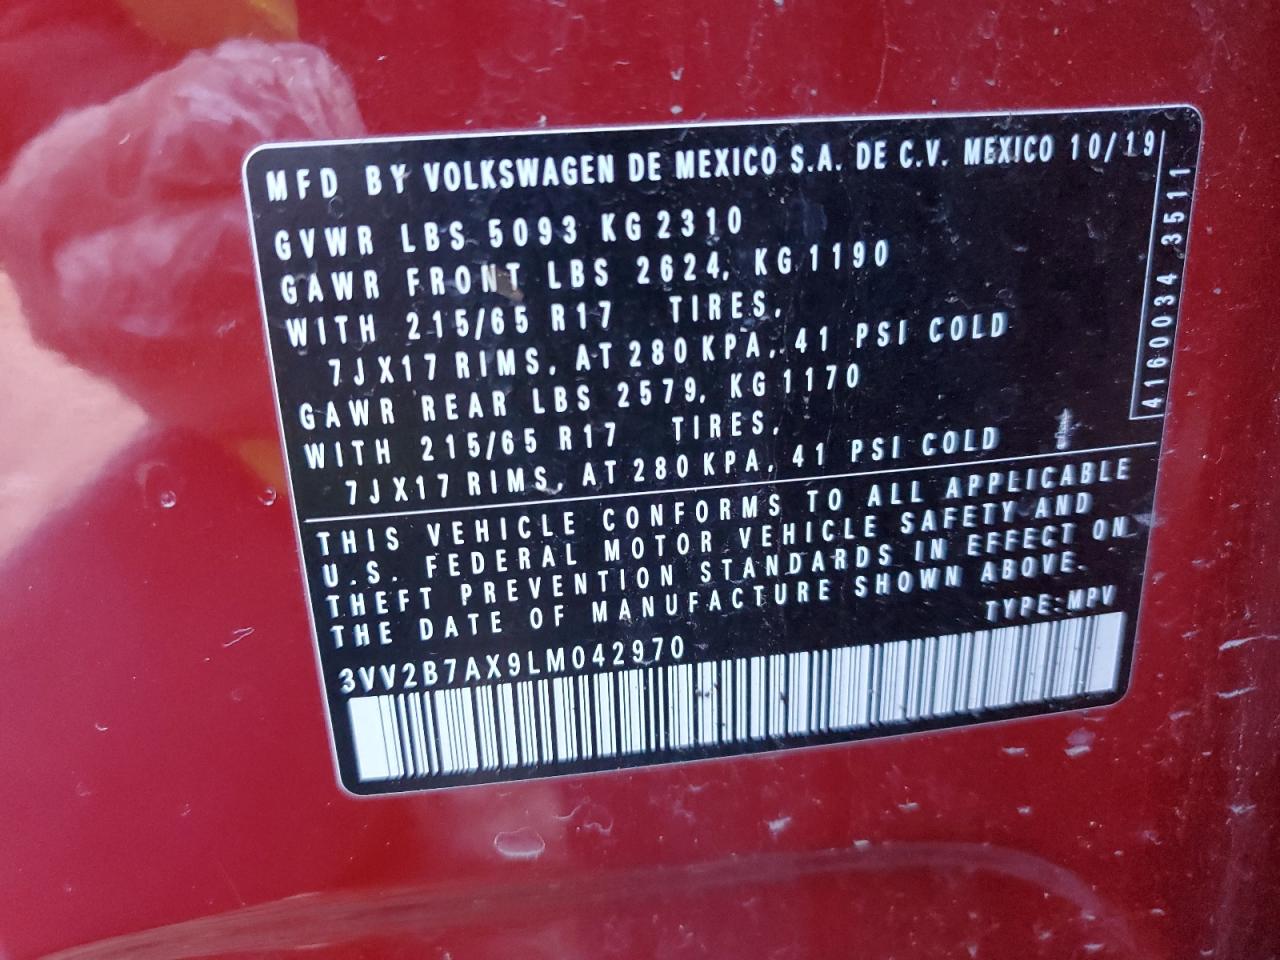 MFD BY VOLKSWAGEN DE MEXICO S.A. DE C.V. MEXICO 10/19
GVWR LBS 5093 KG 2310
GAWR FRONT LBS 2624, KG 1190
WITH 215/65 R17 TIRES,
7JX17 RIMS, AT 280 KPA, 41 PSI COLD
GAWR REAR LBS 2579, KG 1170
WITH 215/65 R17 TIRES,
7JX17 RIMS, AT 280 KPA, 41 PSI COLD
4160034 3511
THIS VEHICLE CONFORMS TO ALL APPLICABLE
U.S. FEDERAL MOTOR VEHICLE SAFETY AND
THEFT PREVENTION STANDARDS IN EFFECT ON
THE DATE OF MANUFACTURE SHOWN ABOVE.
TYPE:MPV
3VV2B7AX9LM042970